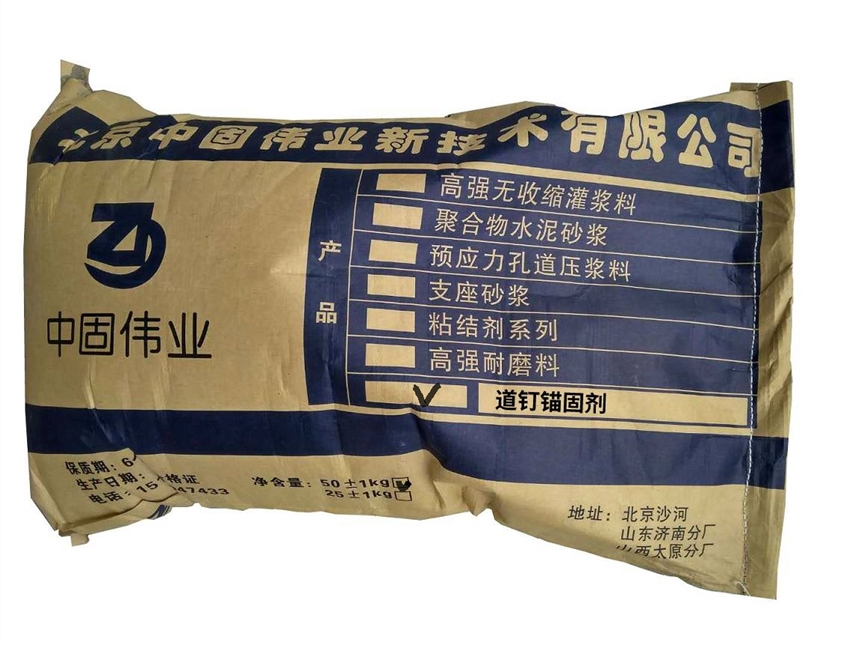 北京中固伟业新技术有限公司
中固伟业
产品
高强无收缩灌浆料
聚合物水泥砂浆
预应力孔道压浆料
支座砂浆
粘结剂系列
高强耐磨料
道钉锚固剂
保质期：6
生产日期： 格证
电话：15 47433
净含量：50±1kg
25±1kg
地址：北京沙河
山东济南分厂
山西太原分厂